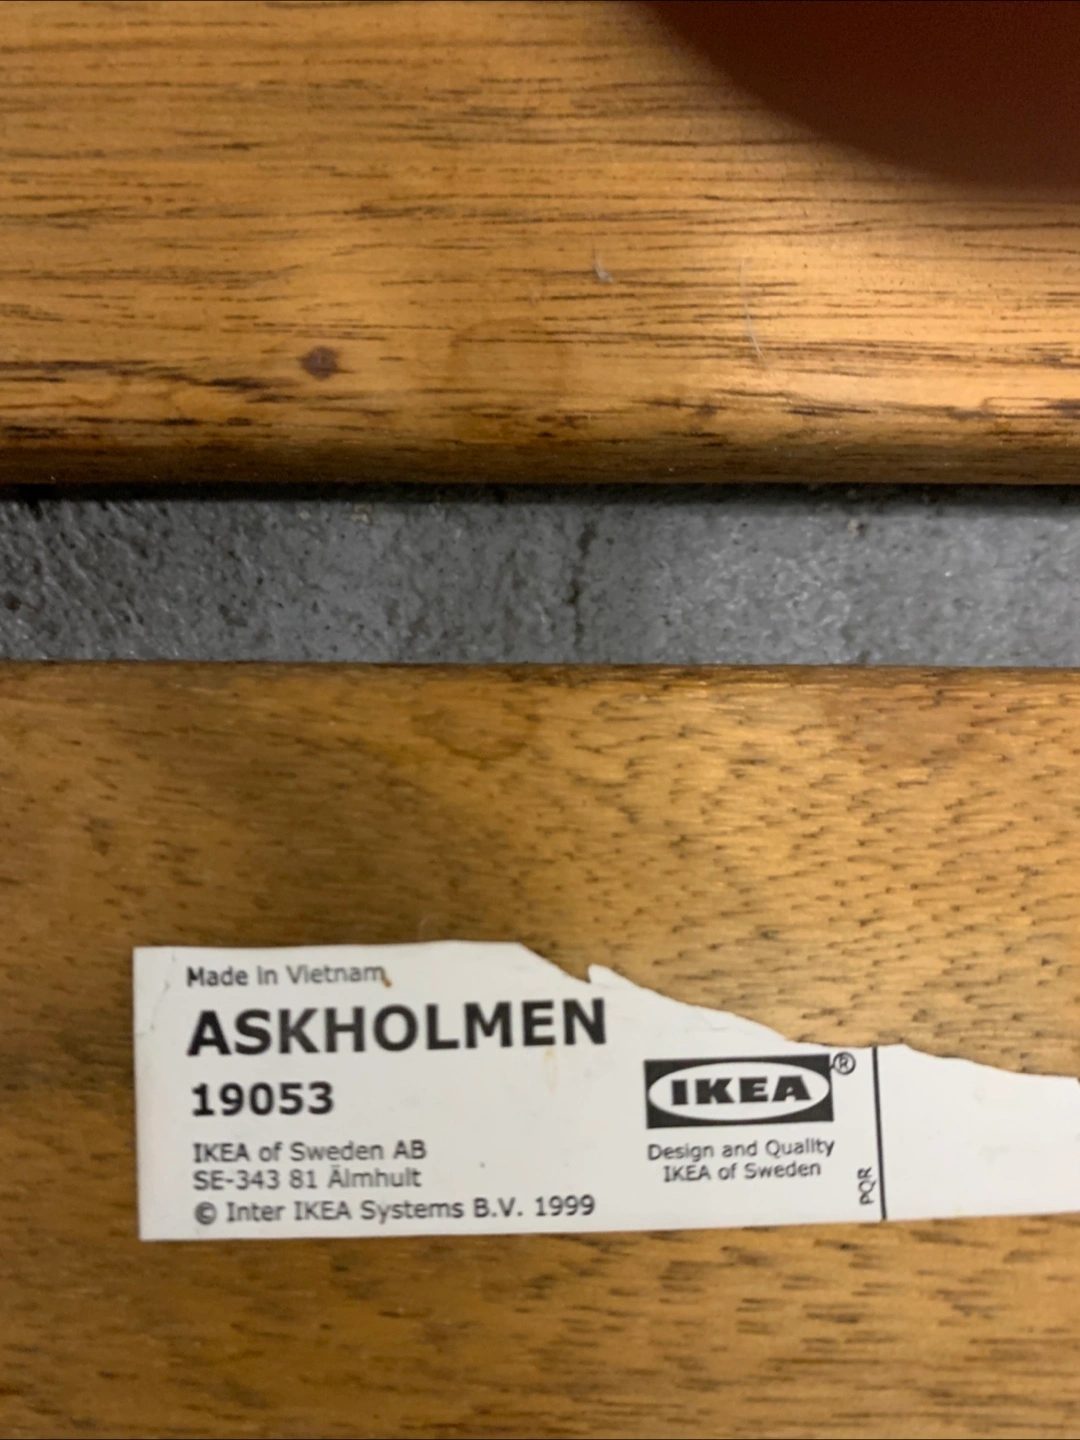 Made in Vietnam
ASKHOLMEN
19053
IKEA of Sweden AB
SE-343 81 Älmhult
© Inter IKEA Systems B.V. 1999
IKEA®
Design and Quality
IKEA of Sweden
PQR